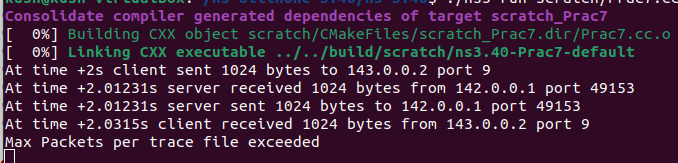 Consolidate compiler generated dependencies of target scratch_Prac7
[  0%] Building CXX object scratch/CMakeFiles/scratch_Prac7.dir/Prac7.cc.o
[  0%] Linking CXX executable ../../build/scratch/ns3.40-Prac7-default
At time +2s client sent 1024 bytes to 143.0.0.2 port 9
At time +2.01231s server received 1024 bytes from 142.0.0.1 port 49153
At time +2.01231s server sent 1024 bytes to 142.0.0.1 port 49153
At time +2.0315s client received 1024 bytes from 143.0.0.2 port 9
Max Packets per trace file exceeded